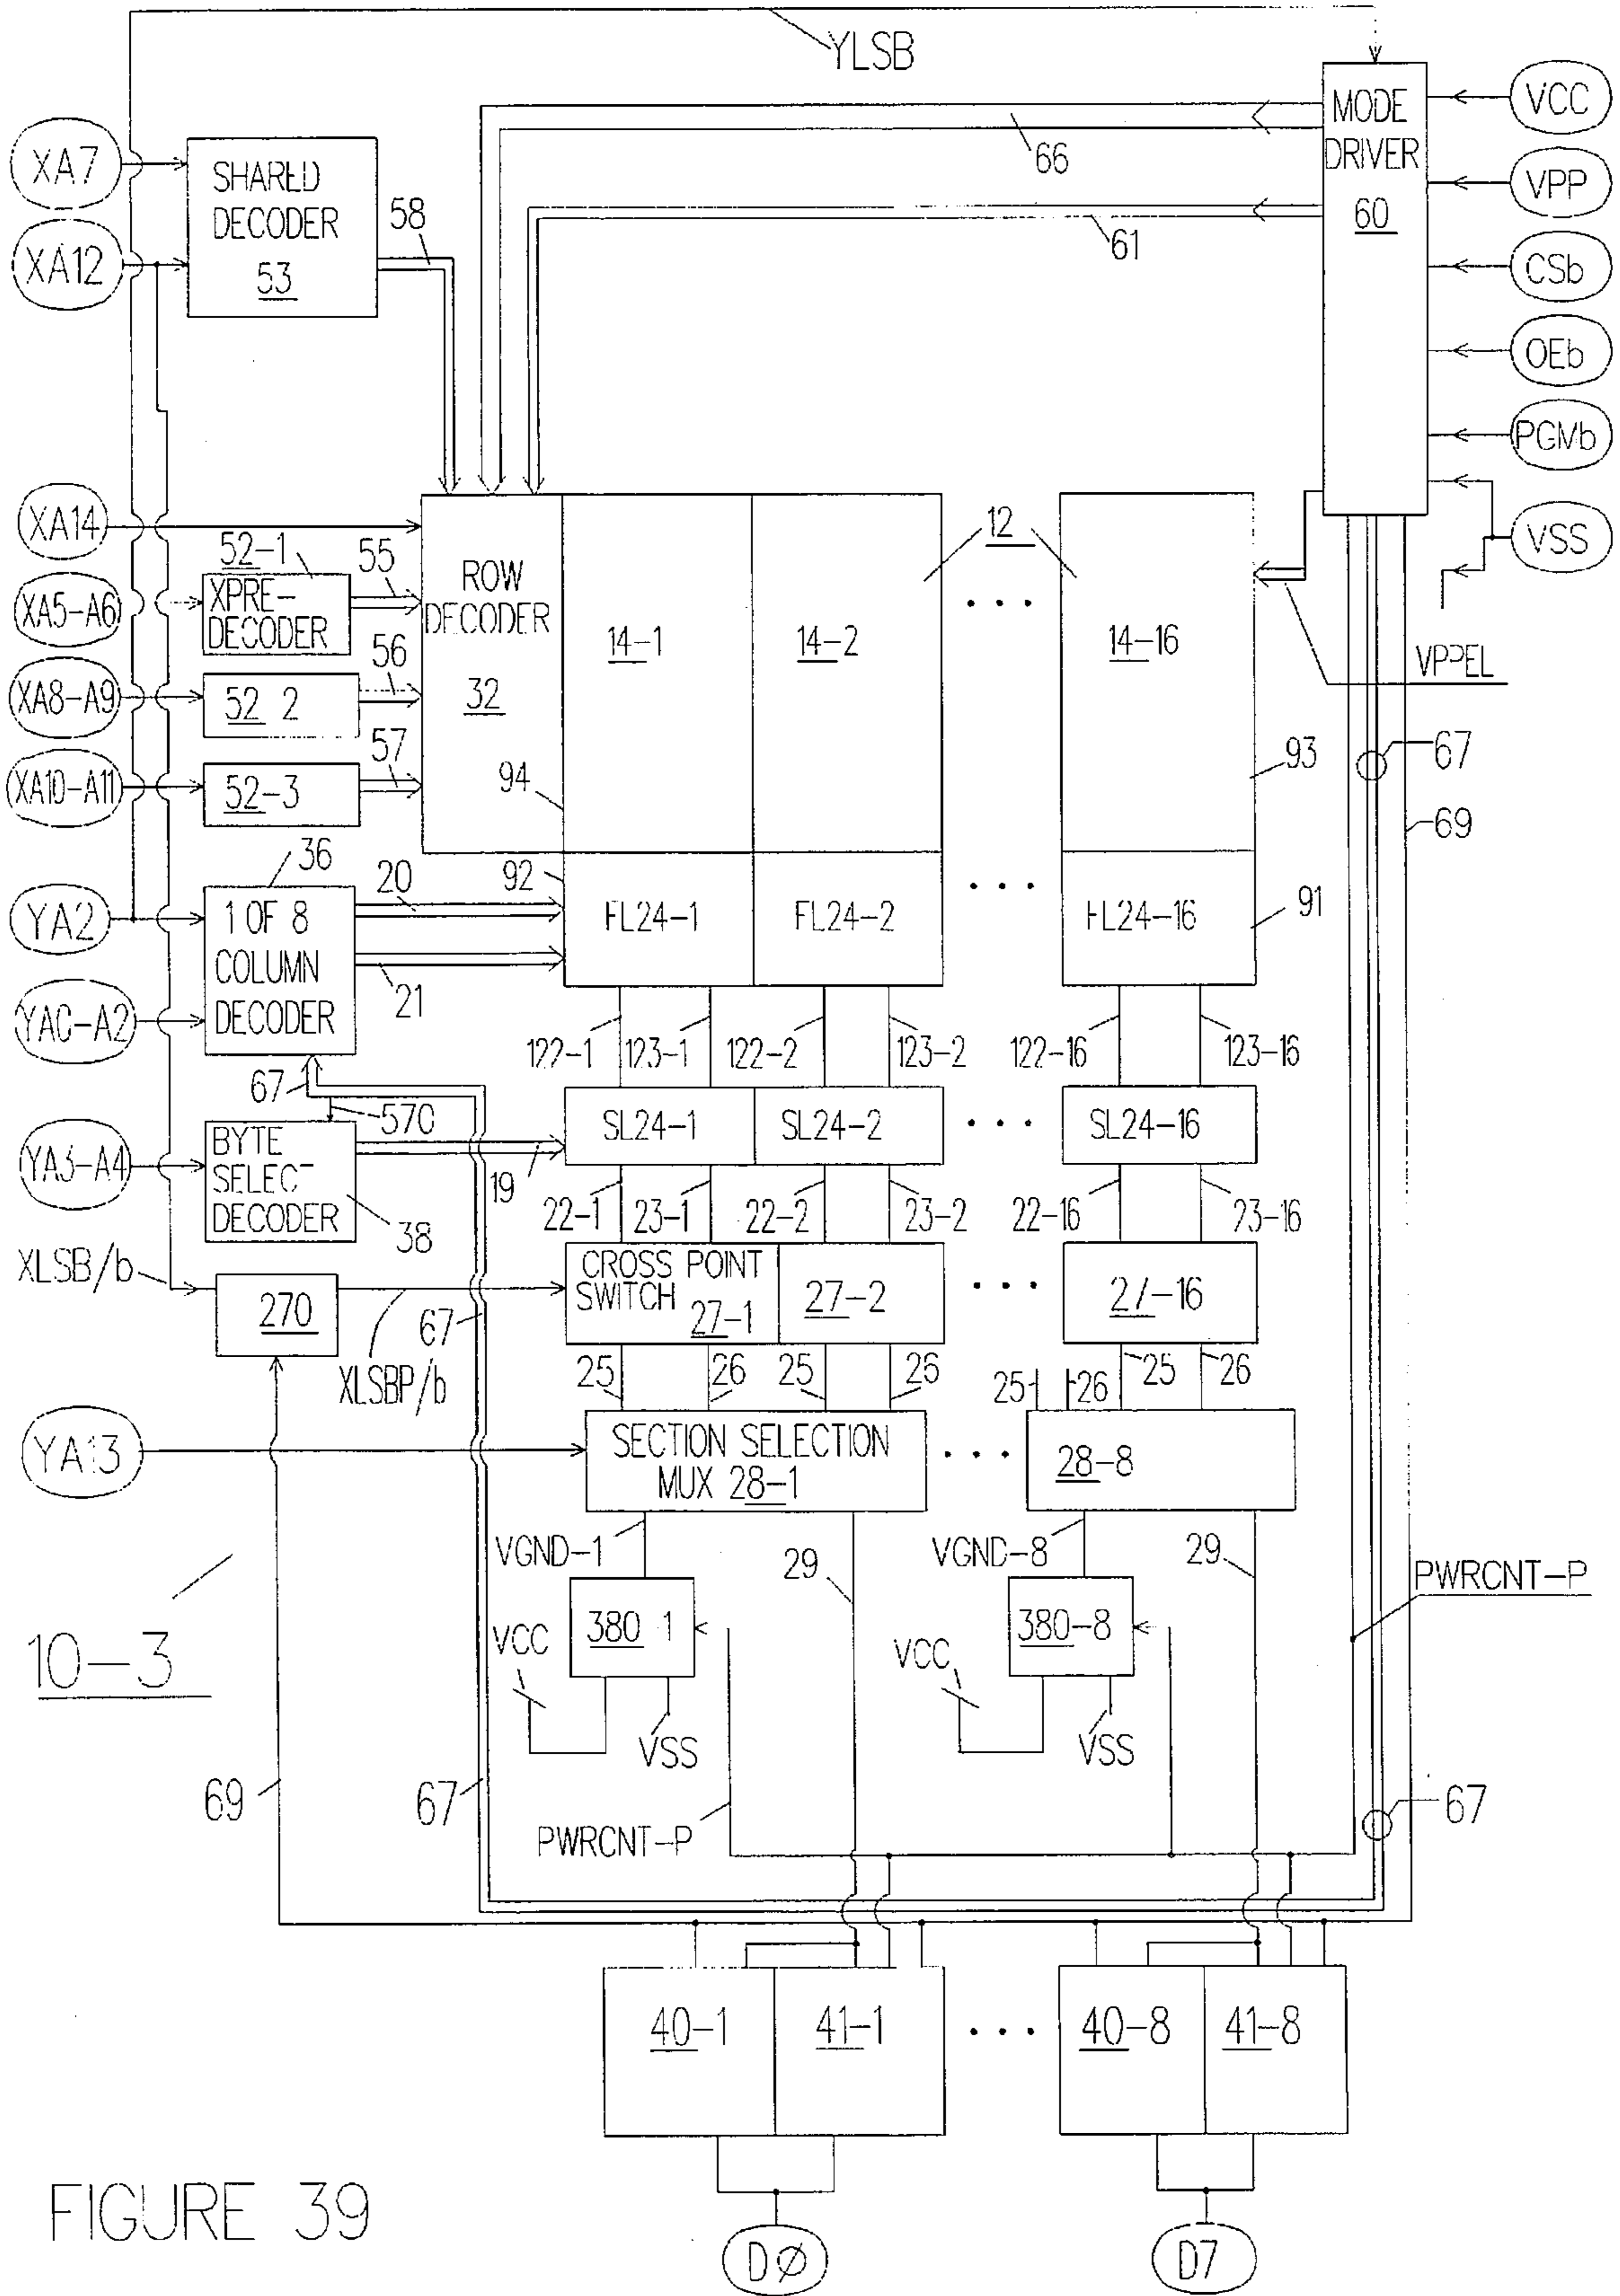 YLSB
XA7
SHARED
DECODER
53
XA12
58
66
61
MODE
DRIVER
60
VCC
VPP
CSb
OEb
PGMb
VSS
XA14
XA5-A6
52-1
XPRE-
DECODER
55
XA8-A9
52 2
56
XA10-A11
52-3
57
ROW
DECODER
32
14-1
14-2
12
14-16
VPPEL
94
93
67
69
36
YA2
YA0-A2
1 OF 8
COLUMN
DECODER
20
21
92
FL24-1
FL24-2
FL24-16
91
122-1
123-1
122-2
123-2
122-16
123-16
67
570
YA3-A4
BYTE
SELECT
DECODER
38
19
SL24-1
SL24-2
SL24-16
22-1
23-1
22-2
23-2
22-16
23-16
XLSB/b
270
XLSBP/b
67
CROSS POINT
SWITCH
27-1
27-2
27-16
25
26
25
26
25
26
25
26
YA13
SECTION SELECTION
MUX 28-1
28-8
VGND-1
29
VGND-8
29
PWRCNT-P
10-3
380 1
VCC
VSS
380-8
VCC
VSS
69
67
PWRCNT-P
67
40-1
41-1
40-8
41-8
FIGURE 39
DØ
D7